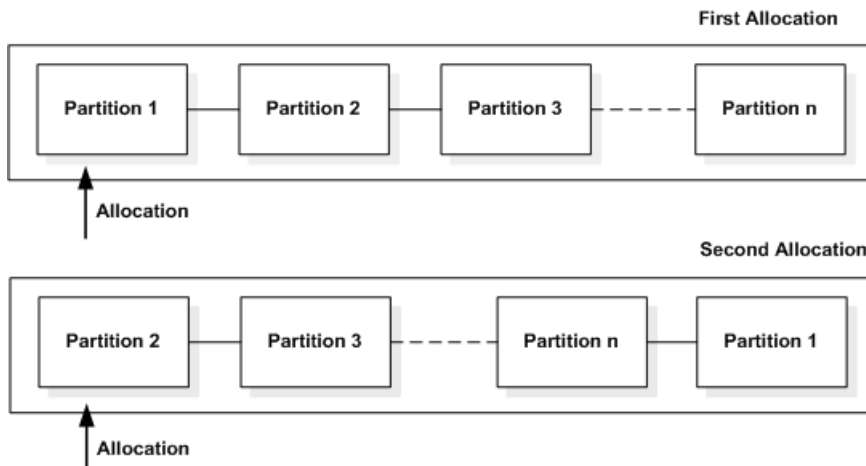 First Allocation
Partition 1
Partition 2
Partition 3
Partition n
Allocation
Second Allocation
Partition 2
Partition 3
Partition n
Partition 1
Allocation